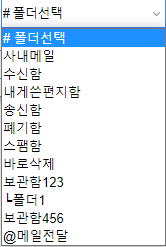 # 폴더선택
# 폴더선택
사내메일
수신함
내게쓴편지함
송신함
폐기함
스팸함
바로삭제
보관함123
┗폴더1
보관함456
@메일전달